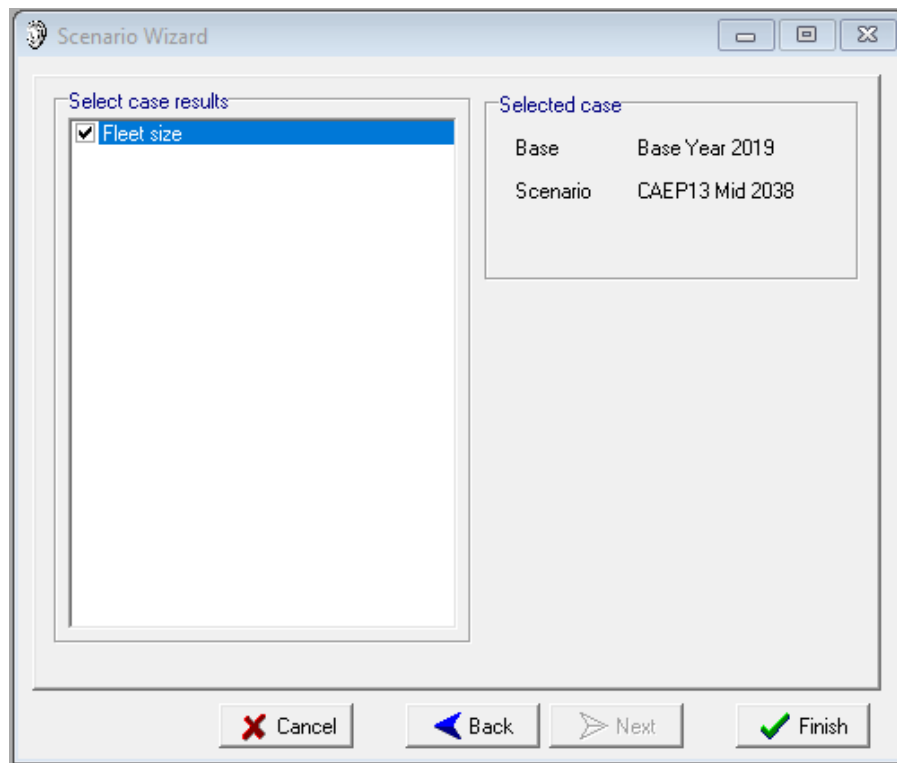 Scenario Wizard
Select case results
Fleet size
Selected case
Base Base Year 2019
Scenario CAEP13 Mid 2038
Cancel Back Next Finish